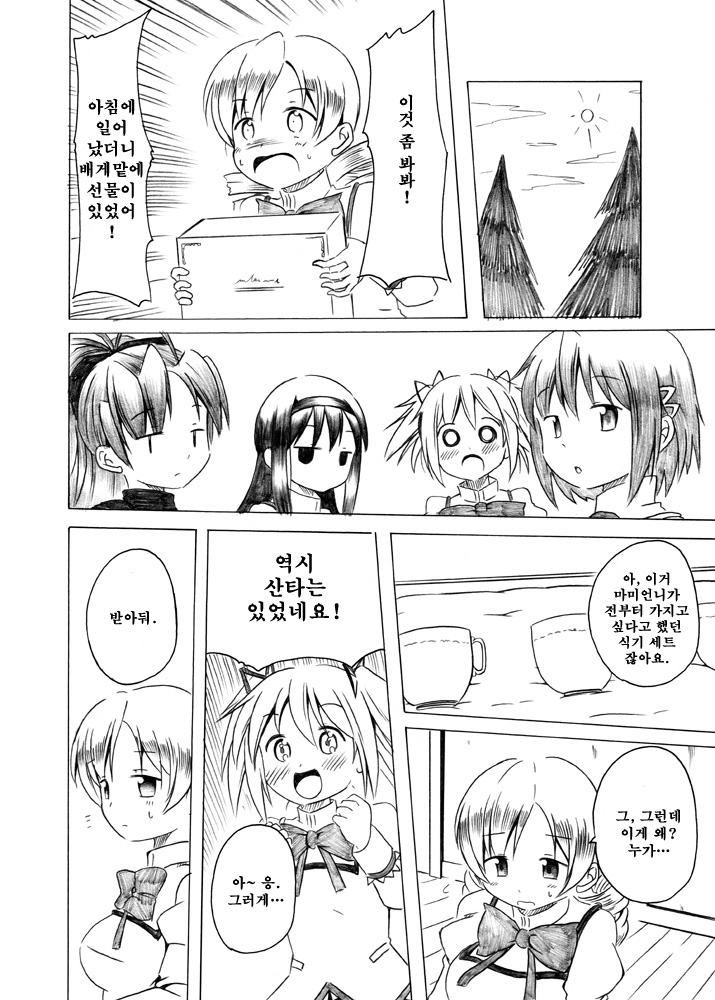 이것 좀 봐봐!
아침에
일어
났더니
배게맡에
선물이
있었어
!
아, 이거
마미언니가
전부터 가지고
싶다고 했던
식기 세트
잖아요.
그, 그런데
이게 왜?
누가…
역시
산타는
있었네요!
아~ 응.
그러게…
받아둬.